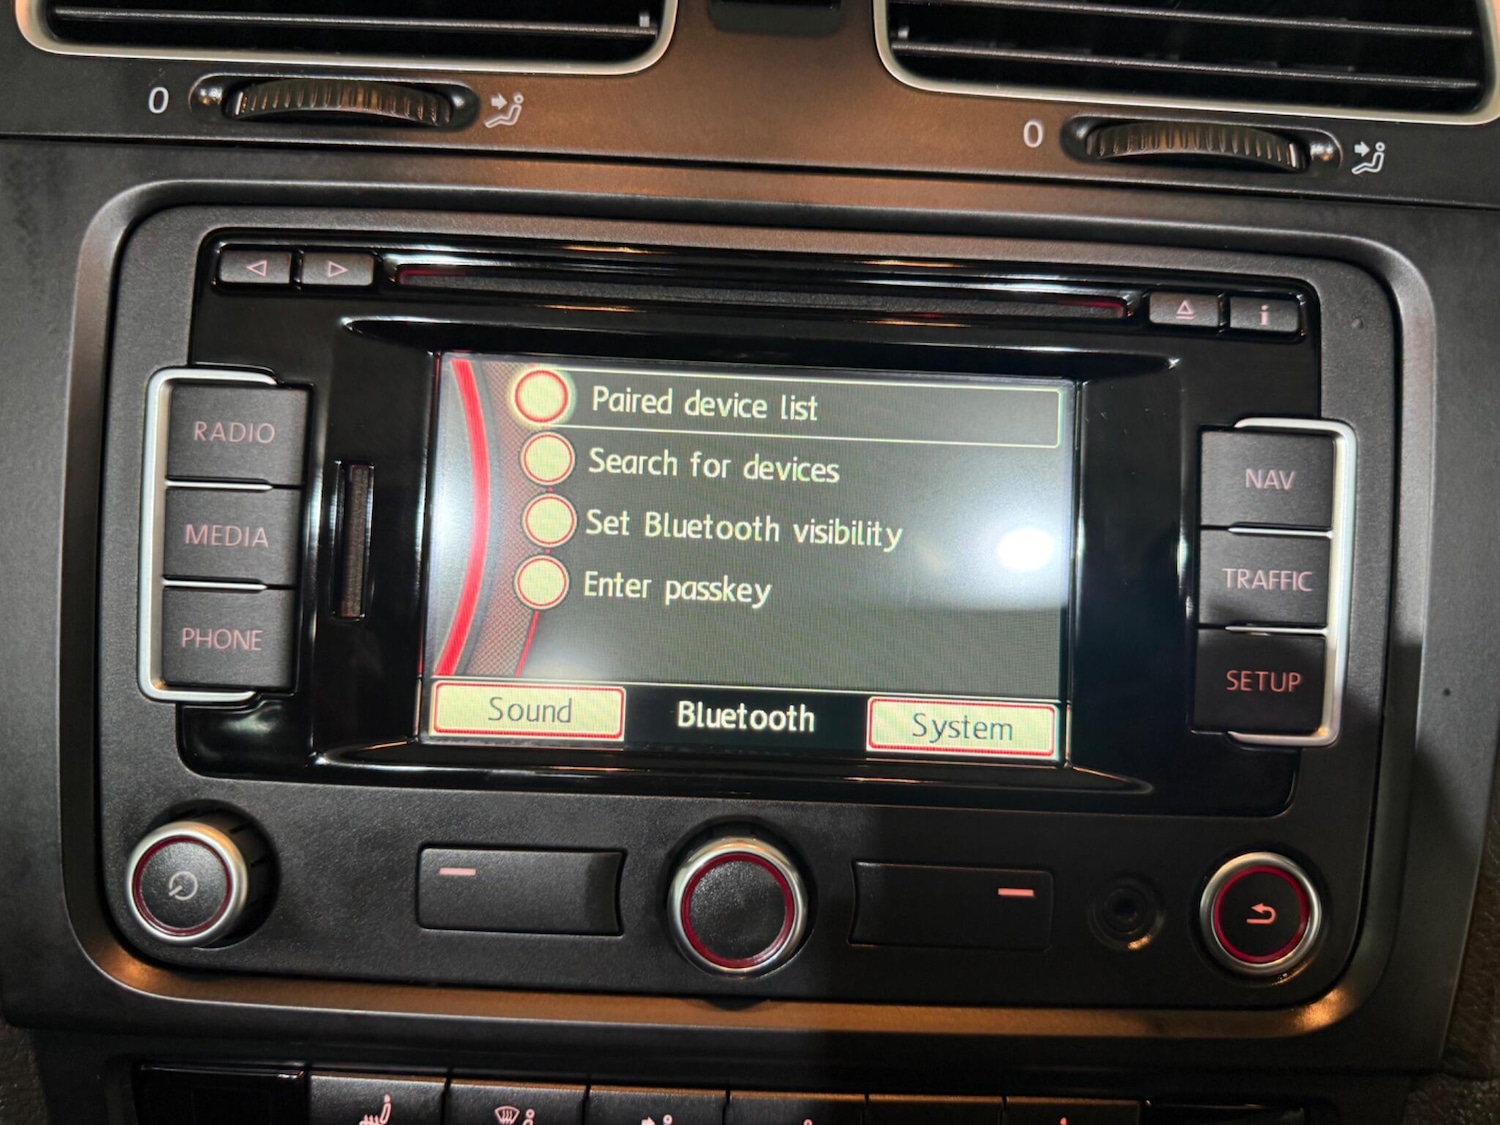 0
0
RADIO
MEDIA
PHONE
Paired device list
Search for devices
Set Bluetooth visibility
Enter passkey
Sound
Bluetooth
System
NAV
TRAFFIC
SETUP